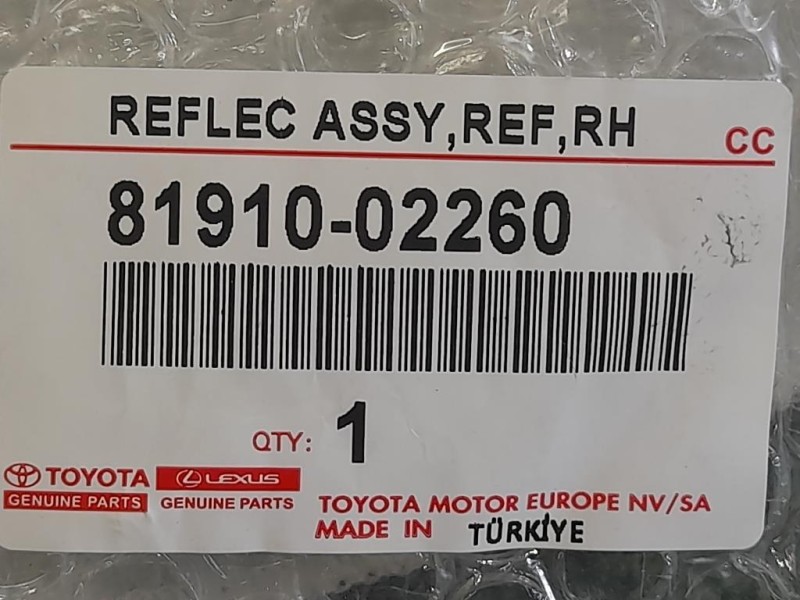 REFLEC ASSY,REF,RH
CC
81910-02260
QTY: 1
TOYOTA
GENUINE PARTS
LEXUS
GENUINE PARTS
TOYOTA MOTOR EUROPE NV/SA
MADE IN TÜRKİYE